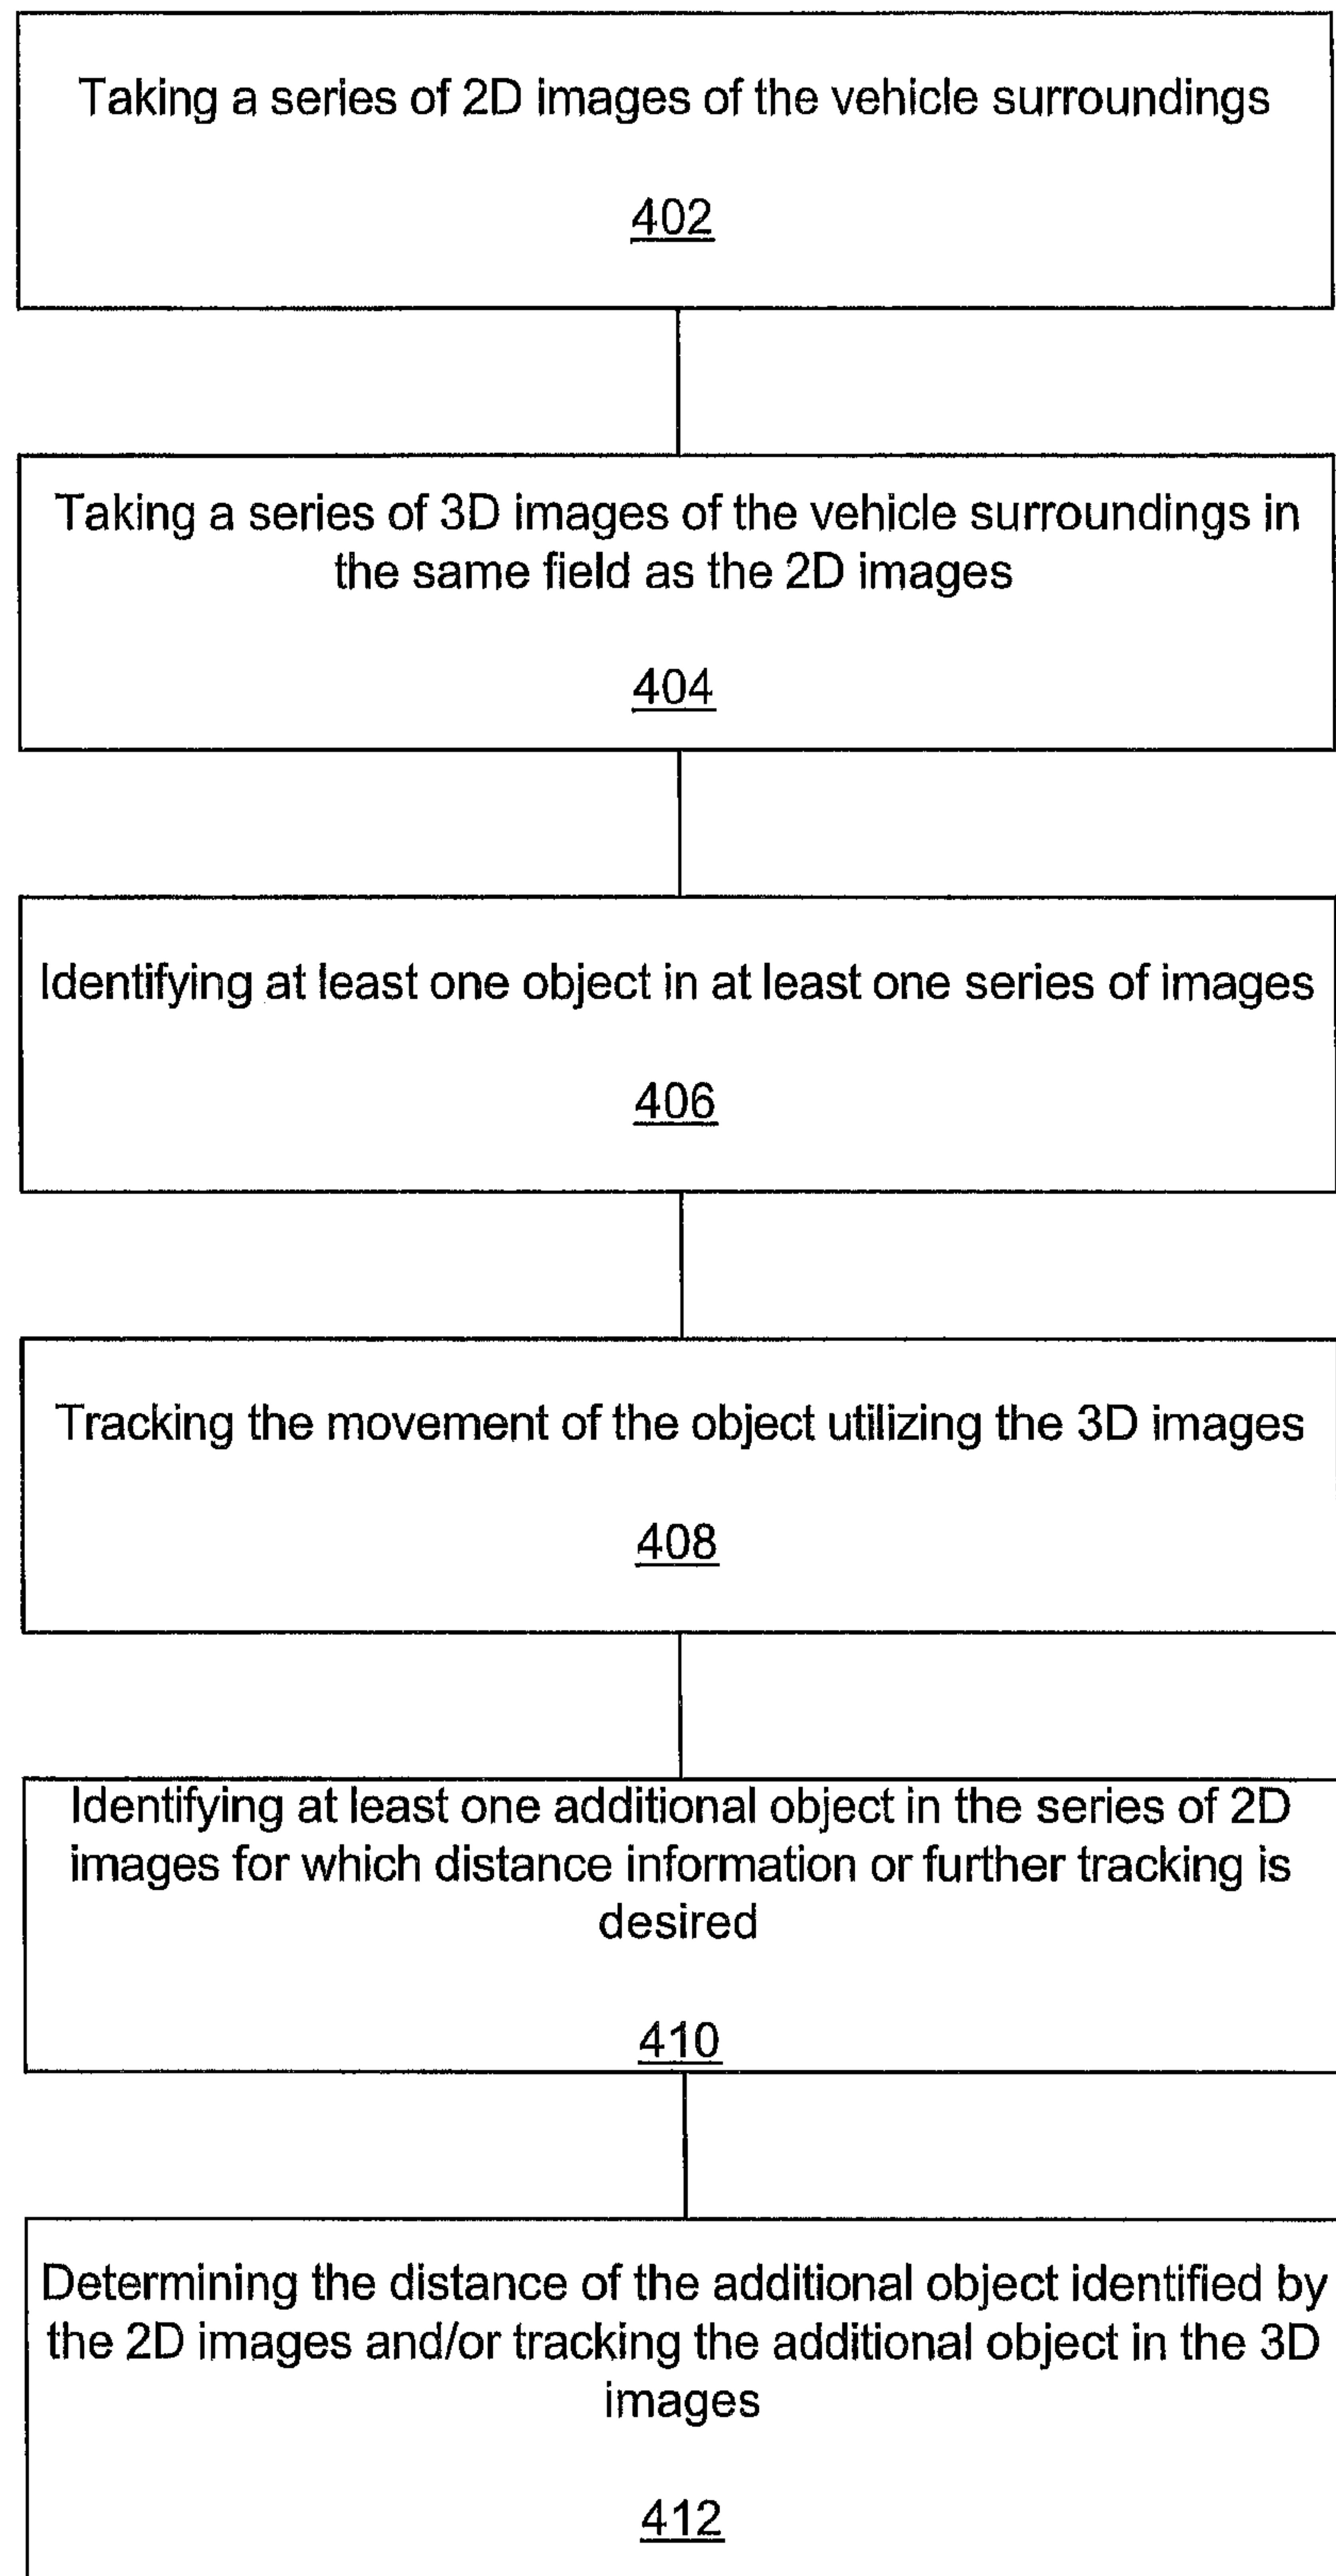 Taking a series of 2D images of the vehicle surroundings
402
Taking a series of 3D images of the vehicle surroundings in
the same field as the 2D images
404
Identifying at least one object in at least one series of images
406
Tracking the movement of the object utilizing the 3D images
408
Identifying at least one additional object in the series of 2D
images for which distance information or further tracking is
desired
410
Determining the distance of the additional object identified by
the 2D images and/or tracking the additional object in the 3D
images
412